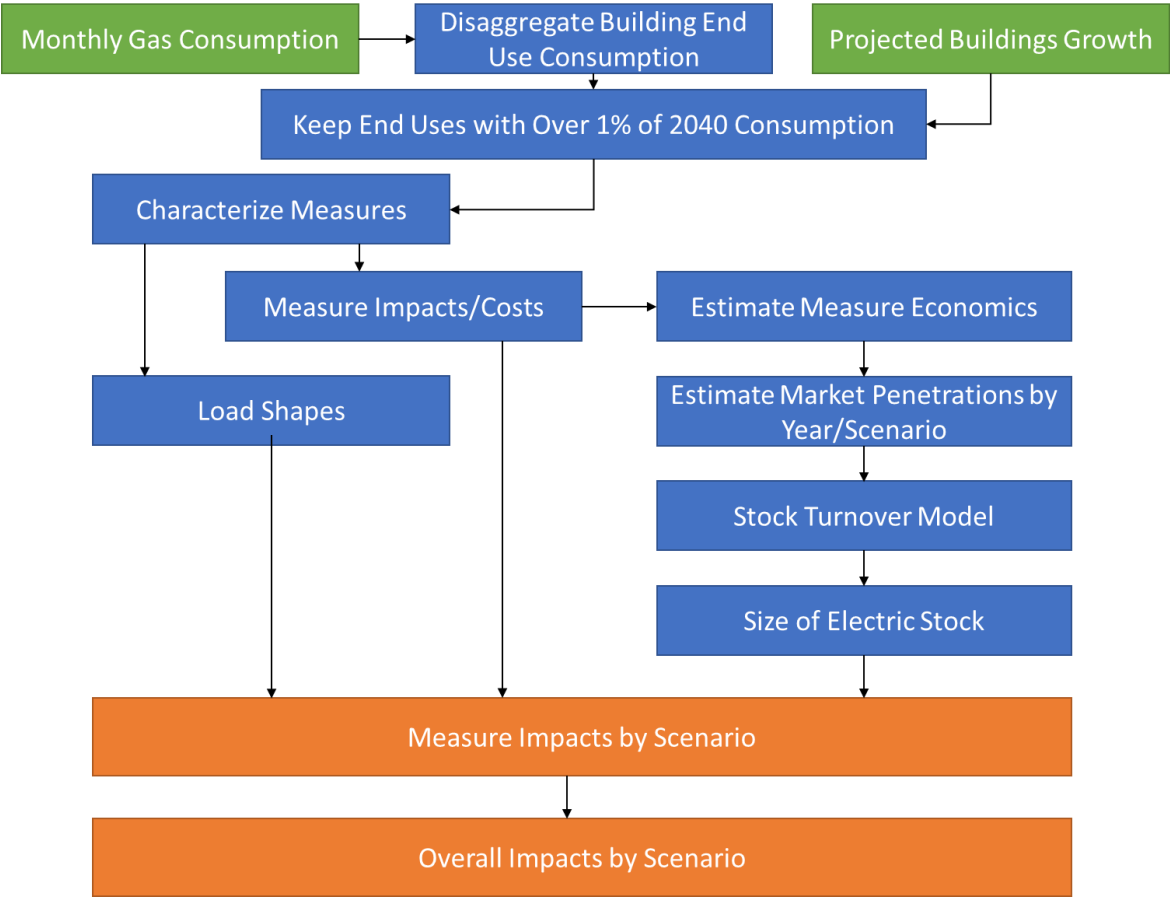 Monthly Gas Consumption
Disaggregate Building End
Use Consumption
Projected Buildings Growth
Keep End Uses with Over 1% of 2040 Consumption
Characterize Measures
Measure Impacts/Costs
Estimate Measure Economics
Load Shapes
Estimate Market Penetrations by
Year/Scenario
Stock Turnover Model
Size of Electric Stock
Measure Impacts by Scenario
Overall Impacts by Scenario